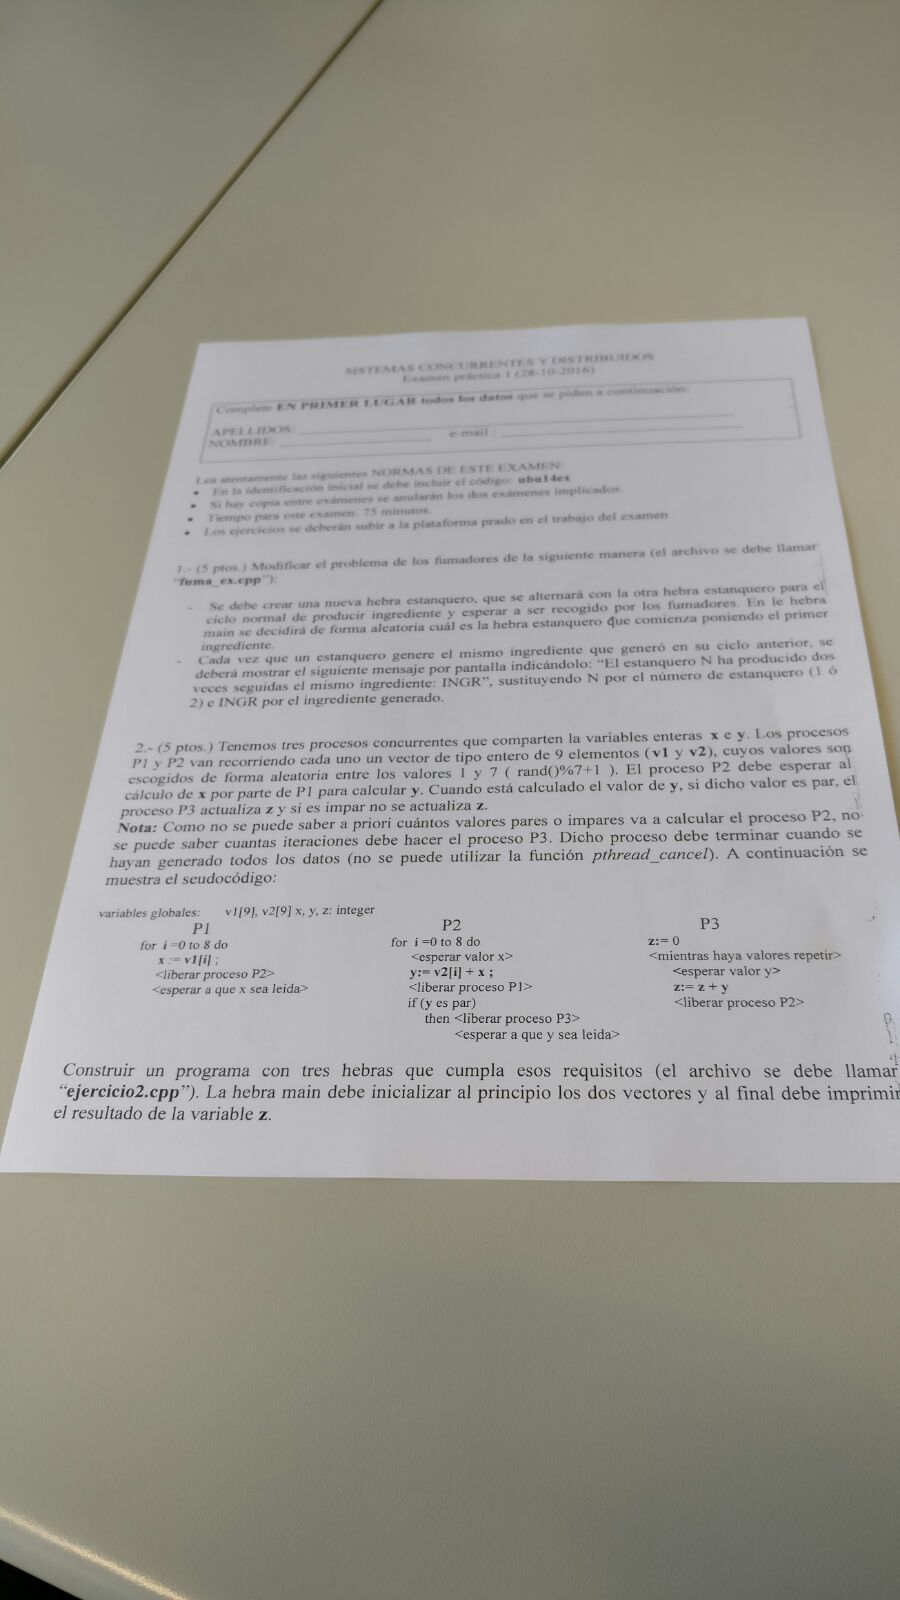 SISTEMAS CONCURRENTES Y DISTRIBUIDOS
Examen práctica 1 (28-10-2016)
Complete EN PRIMER LUGAR todos los datos que se piden a continuación:
APELLIDOS:
NOMBRE: e-mail :
Lea atentamente las siguientes NORMAS DE ESTE EXAMEN:
• En la identificación inicial se debe incluir el código: ubu14ex
• Si hay copia entre exámenes se anularán los dos exámenes implicados.
• Tiempo para este examen: 75 minutos.
• Los ejercicios se deberán subir a la plataforma prado en el trabajo del examen
1.- (5 ptos.) Modificar el problema de los fumadores de la siguiente manera (el archivo se debe llamar
“fuma_ex.cpp”):
- Se debe crear una nueva hebra estanquero, que se alternará con la otra hebra estanquero para el
ciclo normal de producir ingrediente y esperar a ser recogido por los fumadores. En le hebra
main se decidirá de forma aleatoria cuál es la hebra estanquero que comienza poniendo el primer
ingrediente.
- Cada vez que un estanquero genere el mismo ingrediente que generó en su ciclo anterior, se
deberá mostrar el siguiente mensaje por pantalla indicándolo: “El estanquero N ha producido dos
veces seguidas el mismo ingrediente: INGR”, sustituyendo N por el número de estanquero (1 ó
2) e INGR por el ingrediente generado.
2.- (5 ptos.) Tenemos tres procesos concurrentes que comparten la variables enteras x e y. Los procesos
P1 y P2 van recorriendo cada uno un vector de tipo entero de 9 elementos (v1 y v2), cuyos valores son
escogidos de forma aleatoria entre los valores 1 y 7 ( rand()%7+1 ). El proceso P2 debe esperar al
cálculo de x por parte de P1 para calcular y. Cuando está calculado el valor de y, si dicho valor es par, el
proceso P3 actualiza z y si es impar no se actualiza z.
Nota: Como no se puede saber a priori cuántos valores pares o impares va a calcular el proceso P2, no
se puede saber cuantas iteraciones debe hacer el proceso P3. Dicho proceso debe terminar cuando se
hayan generado todos los datos (no se puede utilizar la función pthread_cancel). A continuación se
muestra el seudocódigo:
variables globales: v1[9], v2[9] x, y, z: integer
P1
for i =0 to 8 do
x := v1[i] ;
<liberar proceso P2>
<esperar a que x sea leida>
P2
for i =0 to 8 do
<esperar valor x>
y:= v2[i] + x ;
<liberar proceso P1>
if (y es par)
then <liberar proceso P3>
<esperar a que y sea leida>
P3
z:= 0
<mientras haya valores repetir>
<esperar valor y>
z:= z + y
<liberar proceso P2>
Construir un programa con tres hebras que cumpla esos requisitos (el archivo se debe llamar
“ejercicio2.cpp”). La hebra main debe inicializar al principio los dos vectores y al final debe imprimir
el resultado de la variable z.